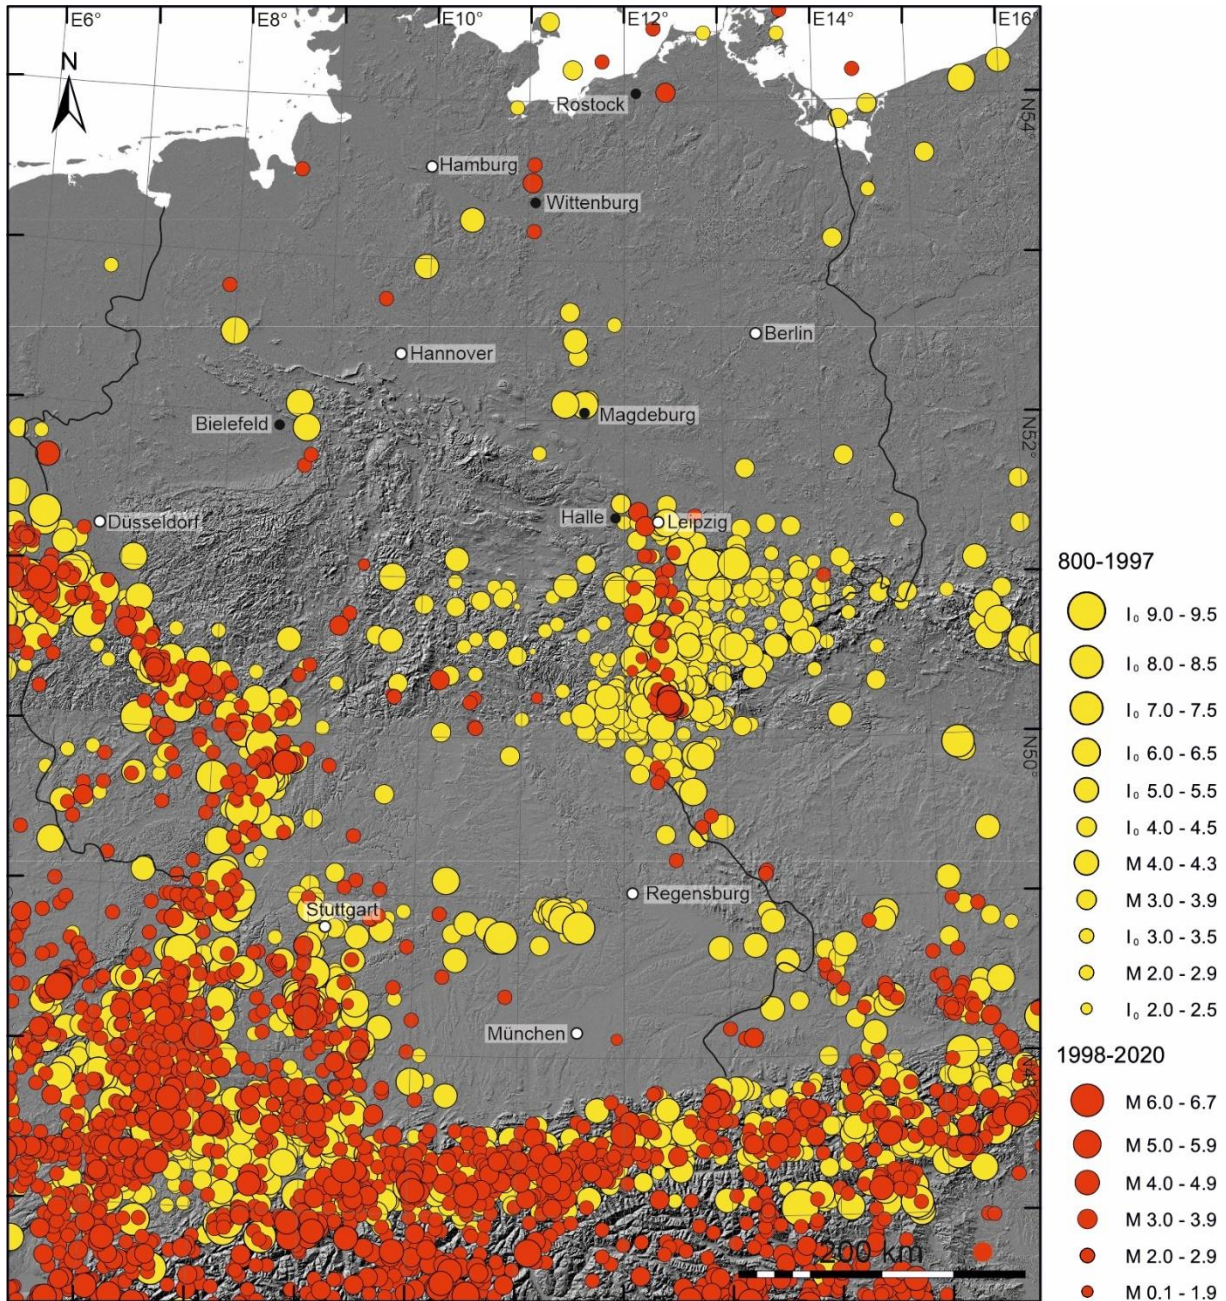 E6°
E8°
E10°
E12°
E14°
E16°
N
N54°
Rostock
Hamburg
Wittenburg
Berlin
Hannover
Bielefeld
Magdeburg
N52°
Düsseldorf
Halle
Leipzig
N50°
Regensburg
Stuttgart
München
N48°
200 km
800-1997
I₀ 9.0 - 9.5
I₀ 8.0 - 8.5
I₀ 7.0 - 7.5
I₀ 6.0 - 6.5
I₀ 5.0 - 5.5
I₀ 4.0 - 4.5
M 4.0 - 4.3
M 3.0 - 3.9
I₀ 3.0 - 3.5
M 2.0 - 2.9
I₀ 2.0 - 2.5
1998-2020
M 6.0 - 6.7
M 5.0 - 5.9
M 4.0 - 4.9
M 3.0 - 3.9
M 2.0 - 2.9
M 0.1 - 1.9